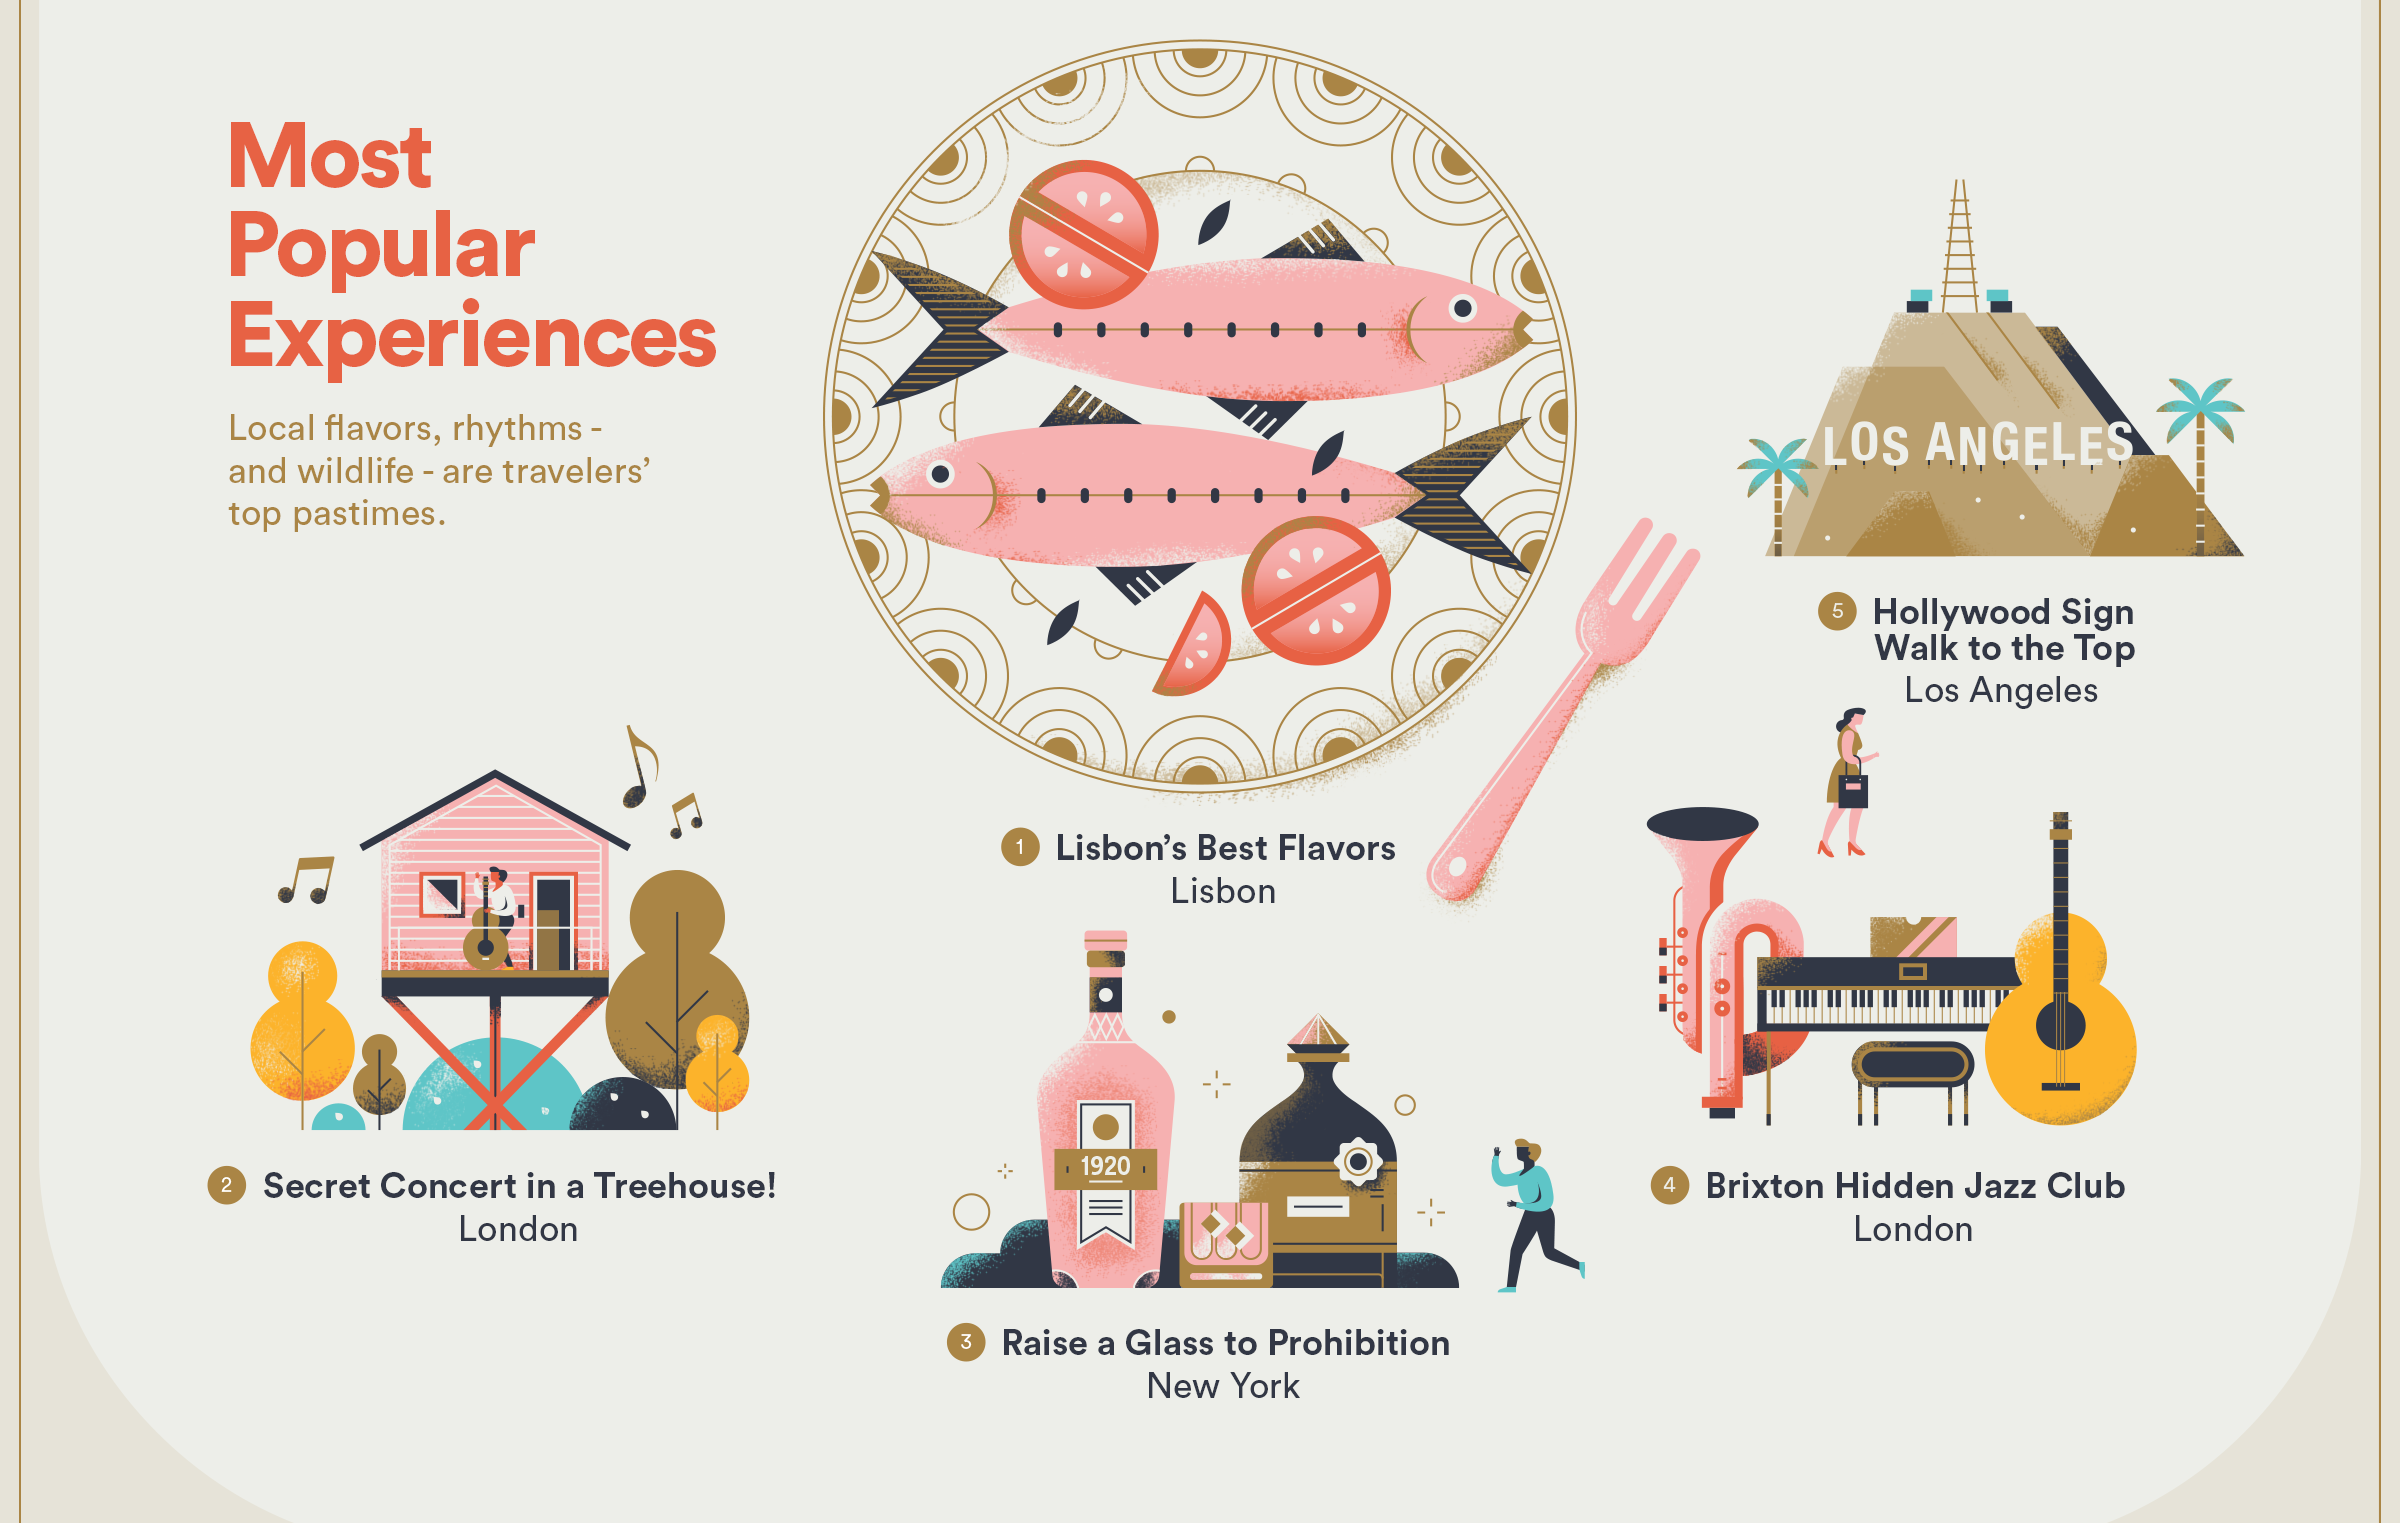 Most
Popular
Experiences
Local flavors, rhythms -
and wildlife - are travelers’
top pastimes.
1 Lisbon’s Best Flavors
Lisbon
2 Secret Concert in a Treehouse!
London
1920
3 Raise a Glass to Prohibition
New York
4 Brixton Hidden Jazz Club
London
LOS ANGELES
5 Hollywood Sign
Walk to the Top
Los Angeles